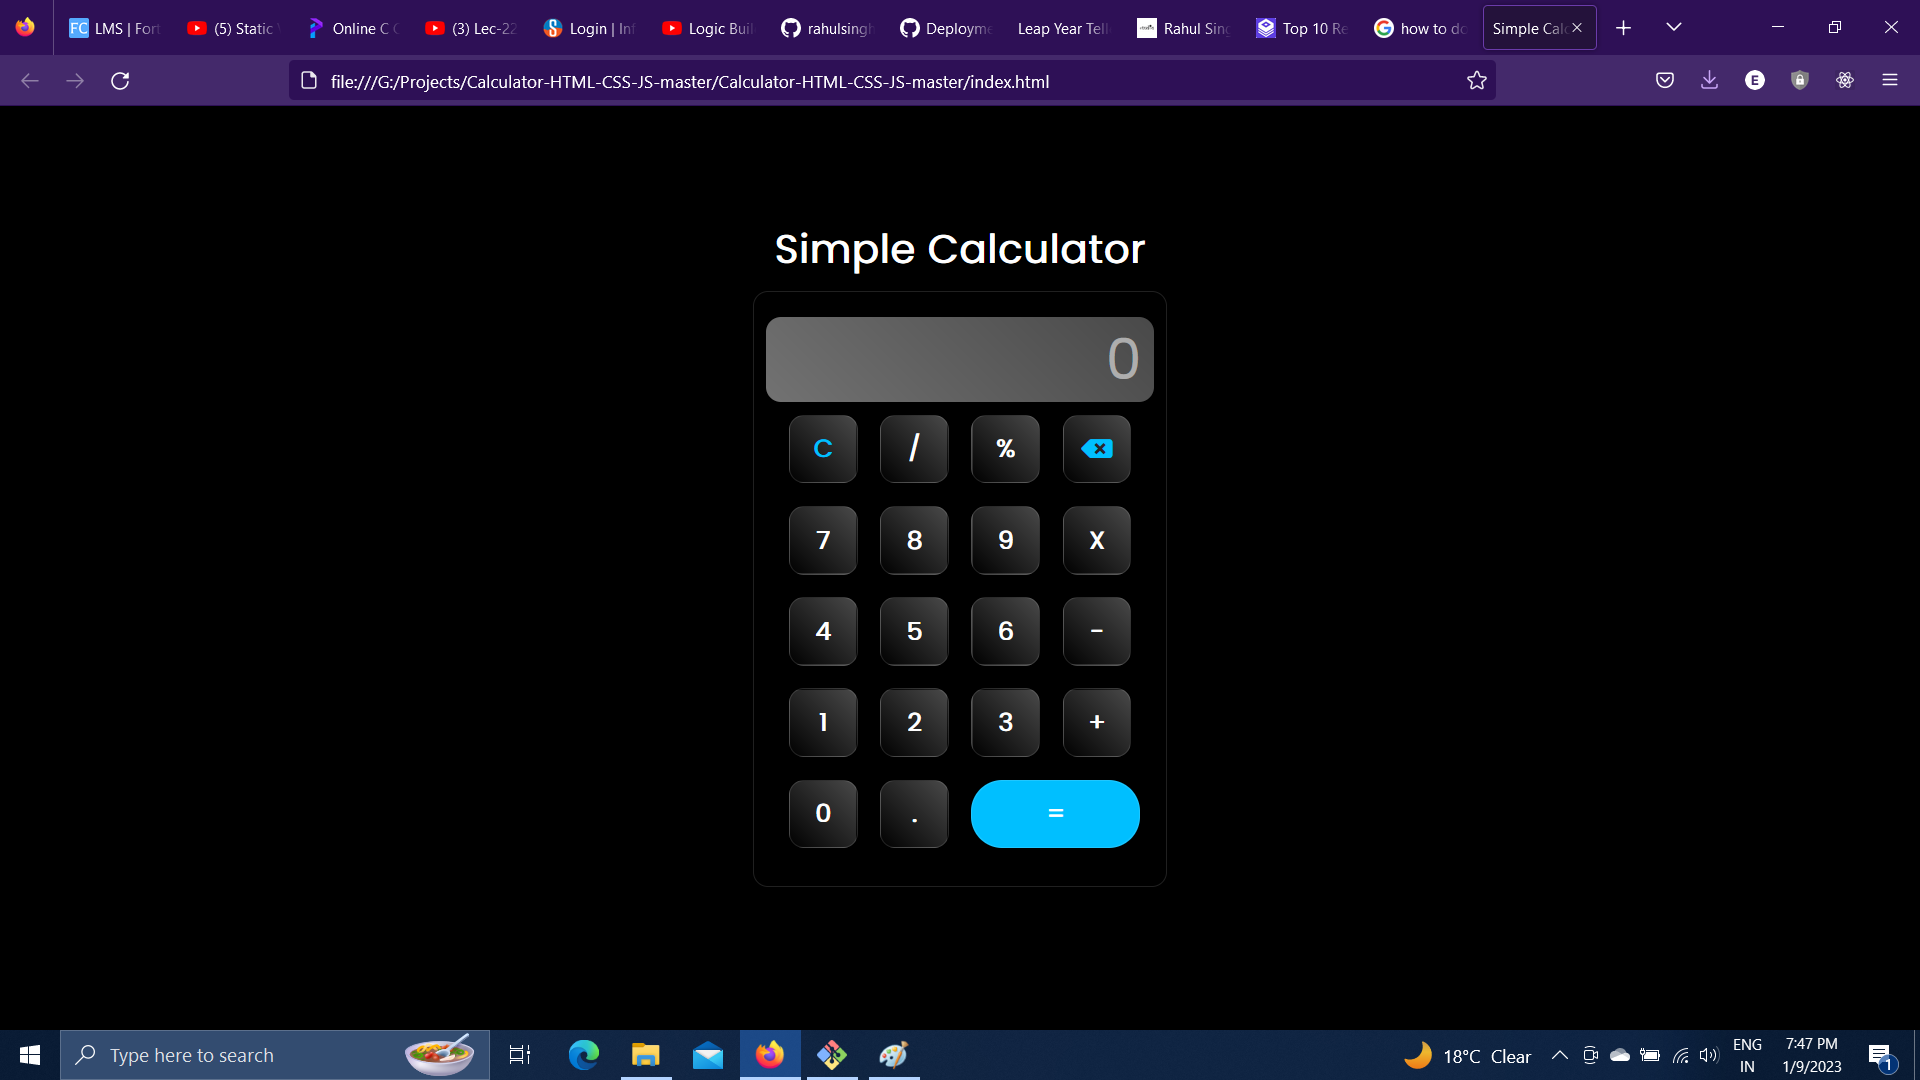 FC LMS | Fort
(5) Static
Online C C
(3) Lec-22
Login | Inf
Logic Buil
rahulsingh
Deployme
Leap Year Tell
Rahul Sing
Top 10 Re
how to do
Simple Calc
file:///G:/Projects/Calculator-HTML-CSS-JS-master/Calculator-HTML-CSS-JS-master/index.html
E
Simple Calculator
0
C / %
7 8 9 X
4 5 6 -
1 2 3 +
0 . =
Type here to search
18°C Clear
ENG
IN
7:47 PM
1/9/2023
1